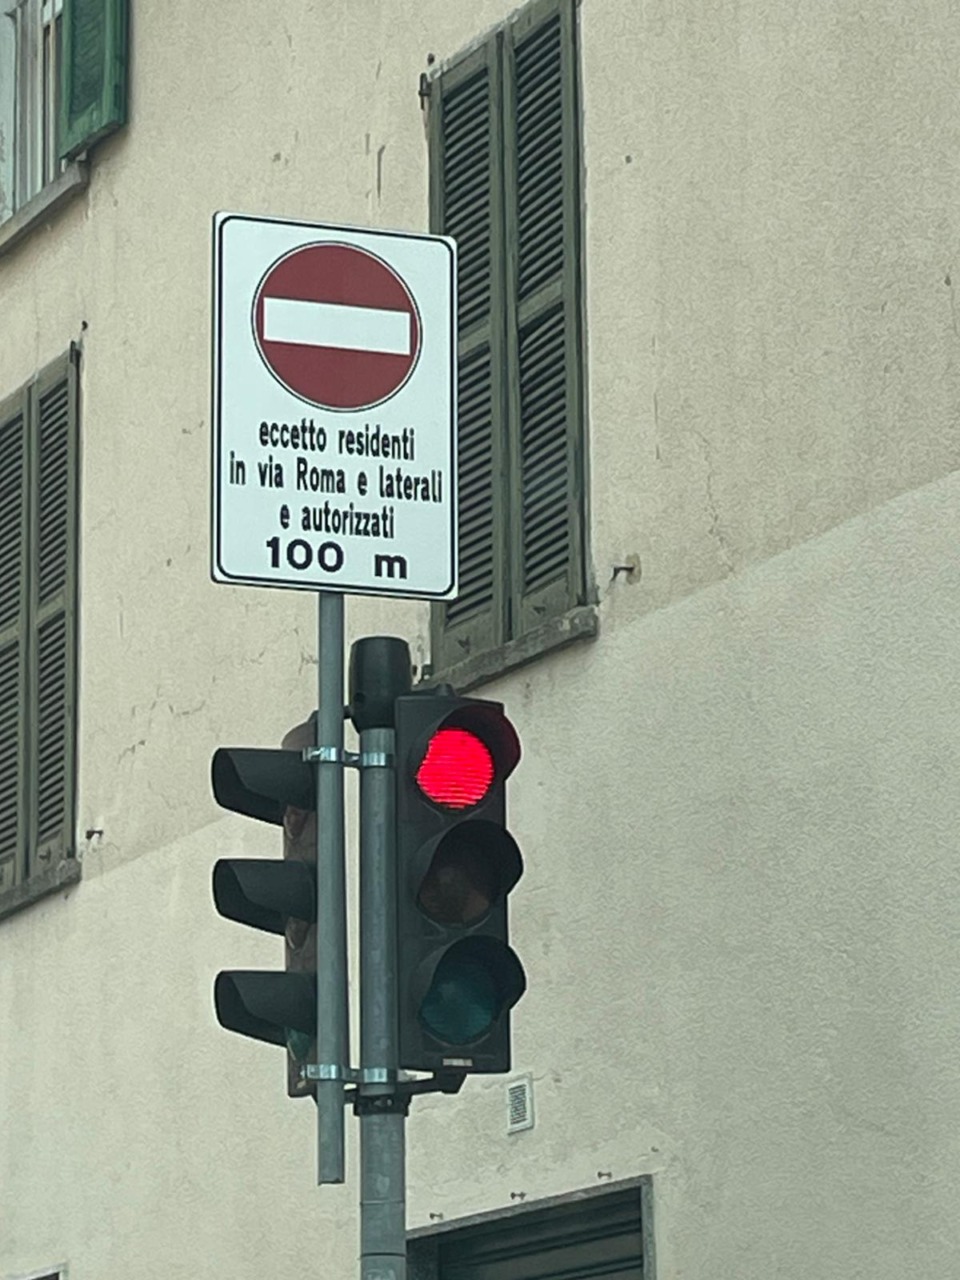 eccetto residenti
in via Roma e laterali
e autorizzati
100 m